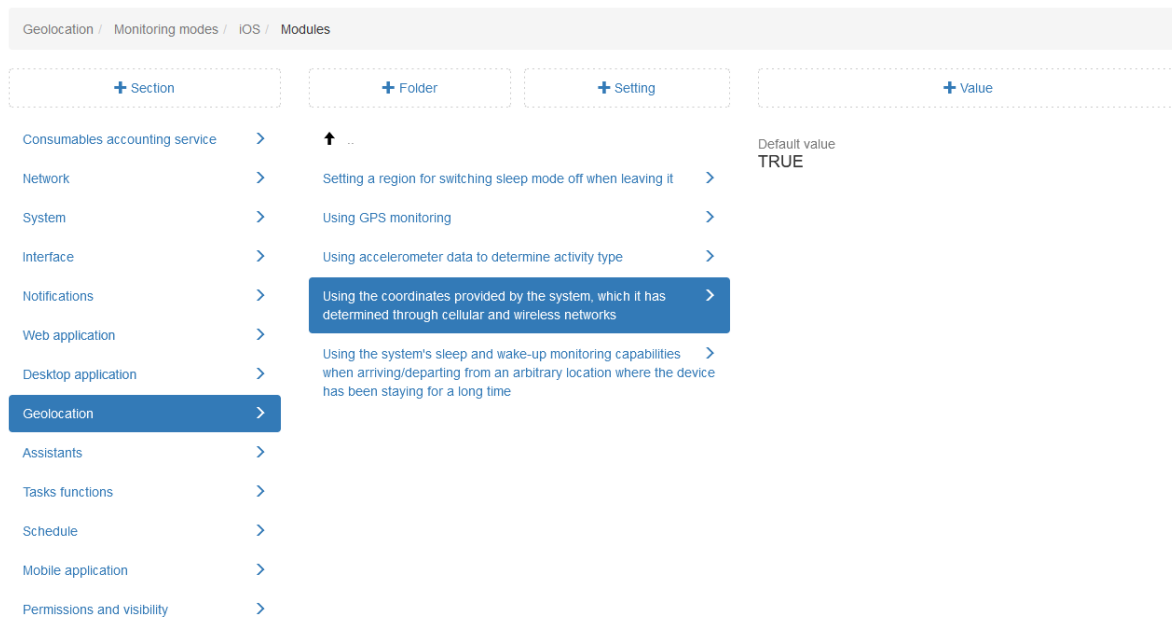 Geolocation / Monitoring modes / iOS / Modules
+ Section
+ Folder
+ Setting
+ Value
Consumables accounting service
Network
System
Interface
Notifications
Web application
Desktop application
Geolocation
Assistants
Tasks functions
Schedule
Mobile application
Permissions and visibility
..
Setting a region for switching sleep mode off when leaving it
Using GPS monitoring
Using accelerometer data to determine activity type
Using the coordinates provided by the system, which it has
determined through cellular and wireless networks
Using the system's sleep and wake-up monitoring capabilities
when arriving/departing from an arbitrary location where the device
has been staying for a long time
Default value
TRUE